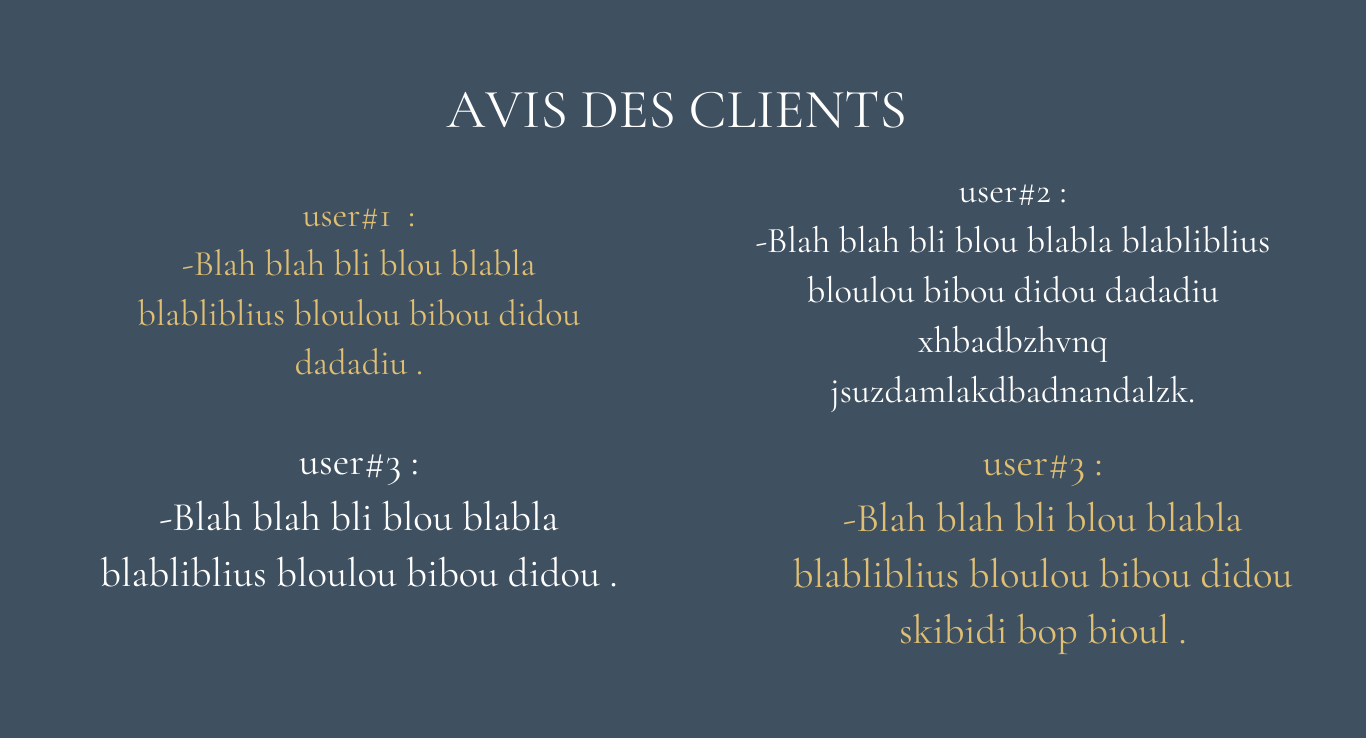 AVIS DES CLIENTS
user#1 :
-Blah blah bli blou blabla
blabliblius bloulou bibou didou
dadadiu .
user#2 :
-Blah blah bli blou blabla blabliblius
bloulou bibou didou dadadiu
xhbadbzhvnq
jsuzdamlakdbadnandalzk.
user#3 :
-Blah blah bli blou blabla
blabliblius bloulou bibou didou .
user#3 :
-Blah blah bli blou blabla
blabliblius bloulou bibou didou
skibidi bop bioul .